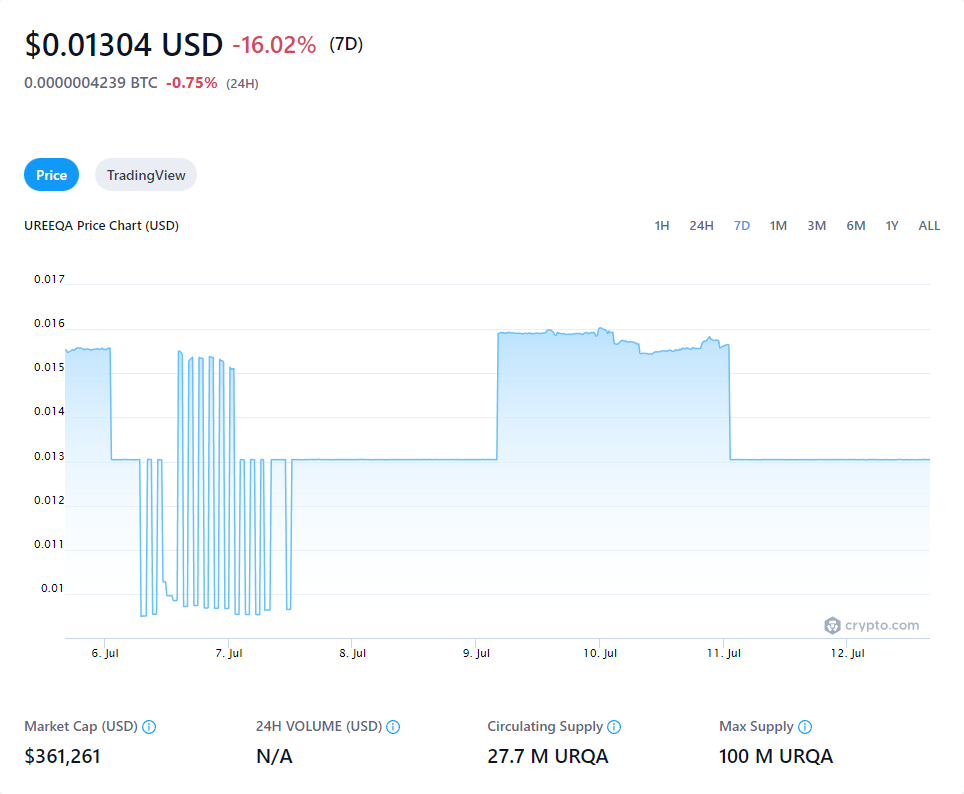 $0.01304 USD -16.02% (7D)
0.0000004239 BTC -0.75% (24H)
Price TradingView
UREEQA Price Chart (USD) 1H 24H 7D 1M 3M 6M 1Y ALL
0.017
0.016
0.015
0.014
0.013
0.012
0.011
0.01
crypto.com
6. Jul 7. Jul 8. Jul 9. Jul 10. Jul 11. Jul 12. Jul
Market Cap (USD) 24H VOLUME (USD) Circulating Supply Max Supply
$361,261 N/A 27.7 M URQA 100 M URQA